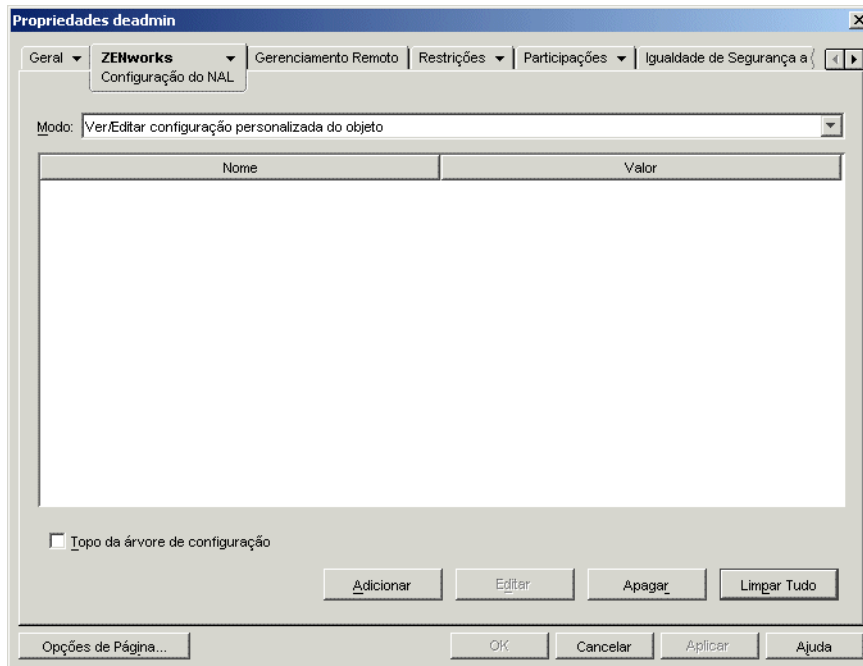 Propriedades deadmin
Geral ZENworks Gerenciamento Remoto Restrições Participações Igualdade de Segurança a
Configuração do NAL
Modo: Ver/Editar configuração personalizada do objeto
Nome Valor
Topo da árvore de configuração
Adicionar Editar Apagar Limpar Tudo
Opções de Página... OK Cancelar Aplicar Ajuda